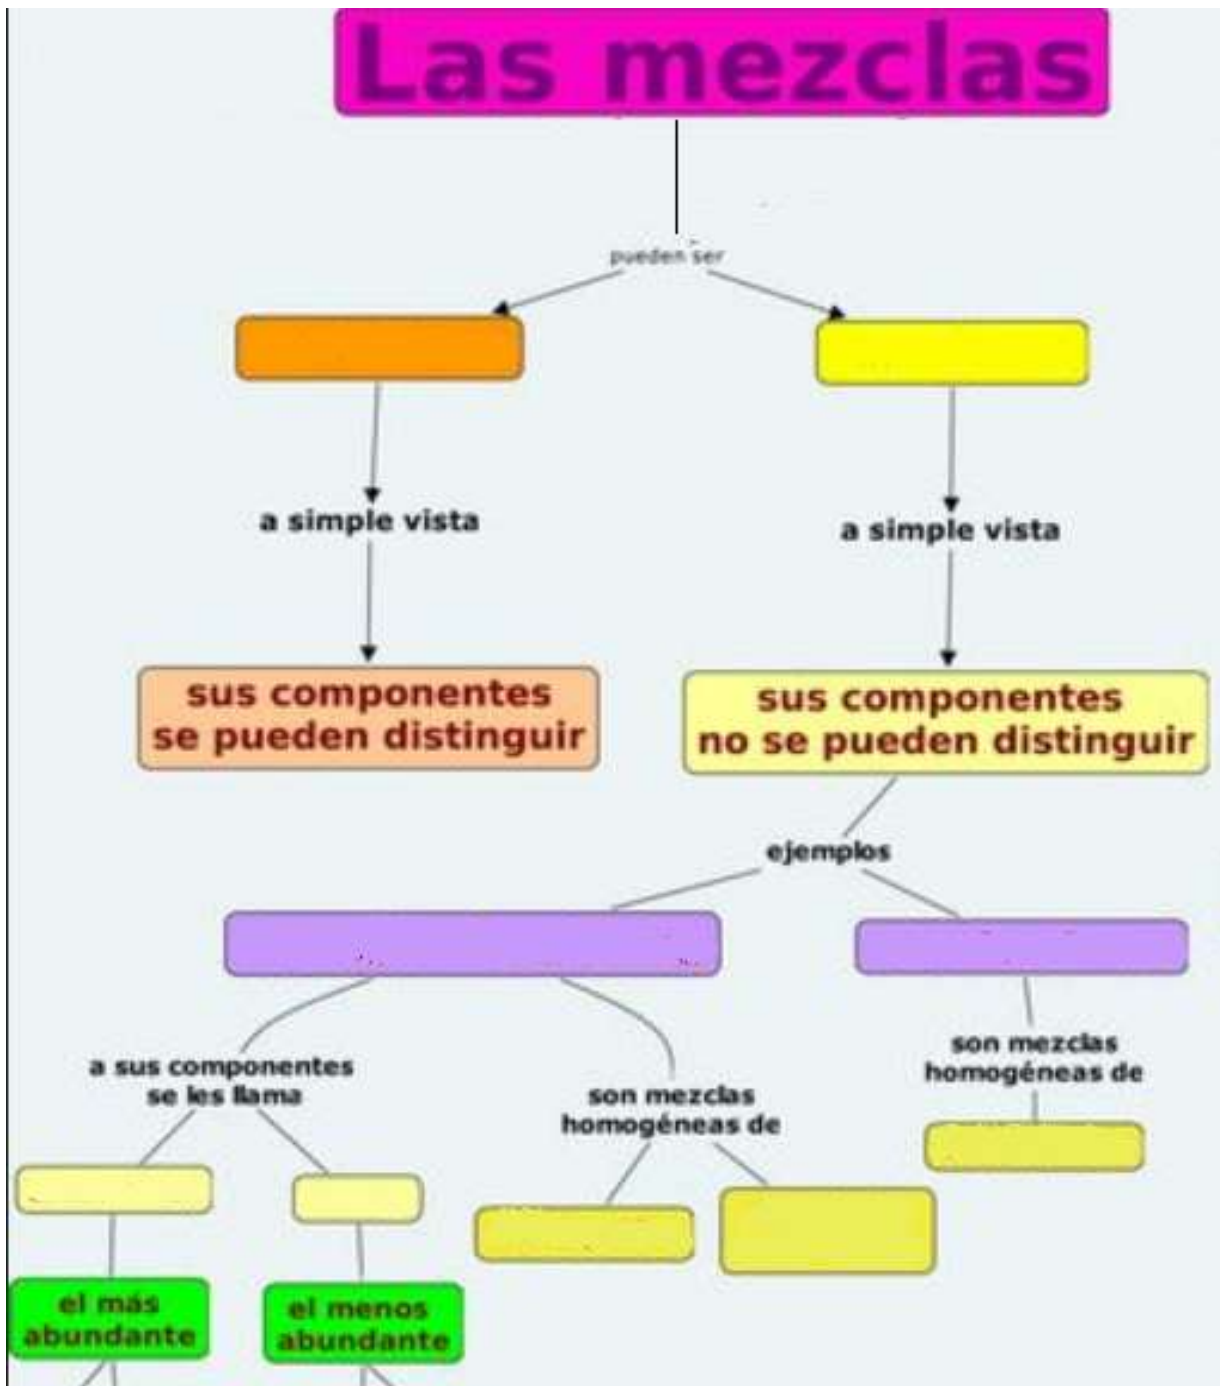 Las mezclas
pueden ser
a simple vista
a simple vista
sus componentes
se pueden distinguir
sus componentes
no se pueden distinguir
ejemplos
a sus componentes
se les llama
son mezclas
homogéneas de
son mezclas
homogéneas de
el más
abundante
el menos
abundante